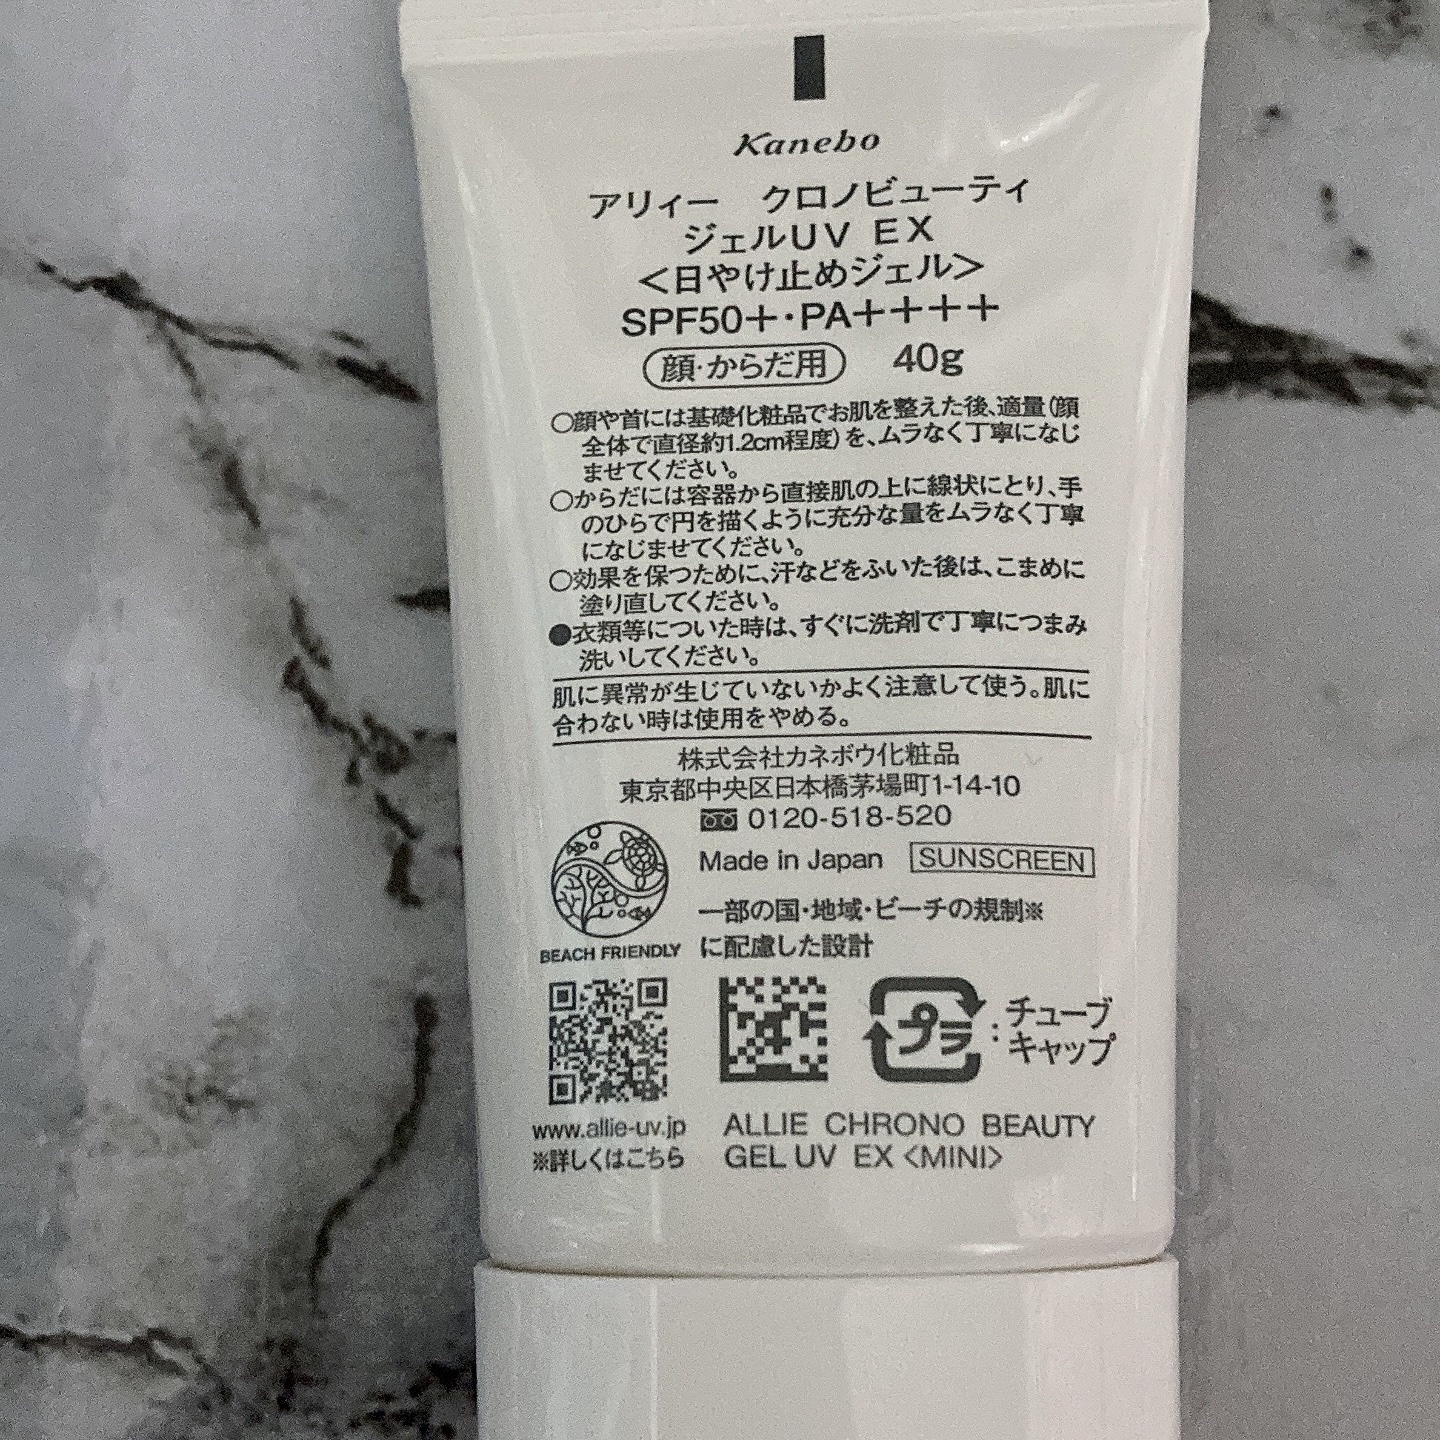 Kanebo
アリィー クロノビューティ
ジェルUV EX
＜日やけ止めジェル＞
SPF50＋・PA＋＋＋＋
顔・からだ用 40g
○顔や首には基礎化粧品でお肌を整えた後、適量（顔
全体で直径約1.2cm程度）を、ムラなく丁寧になじ
ませてください。
○からだには容器から直接肌の上に線状にとり、手
のひらで円を描くように充分な量をムラなく丁寧
になじませてください。
○効果を保つために、汗などをふいた後は、こまめに
塗り直してください。
●衣類等についた時は、すぐに洗剤で丁寧につまみ
洗いしてください。
肌に異常が生じていないかよく注意して使う。肌に
合わない時は使用をやめる。
株式会社カネボウ化粧品
東京都中央区日本橋茅場町1-14-10
0120-518-520
Made in Japan SUNSCREEN
一部の国・地域・ビーチの規制※
に配慮した設計
BEACH FRIENDLY
プラ：チューブ
キャップ
www.allie-uv.jp
※詳しくはこちら
ALLIE CHRONO BEAUTY
GEL UV EX <MINI>